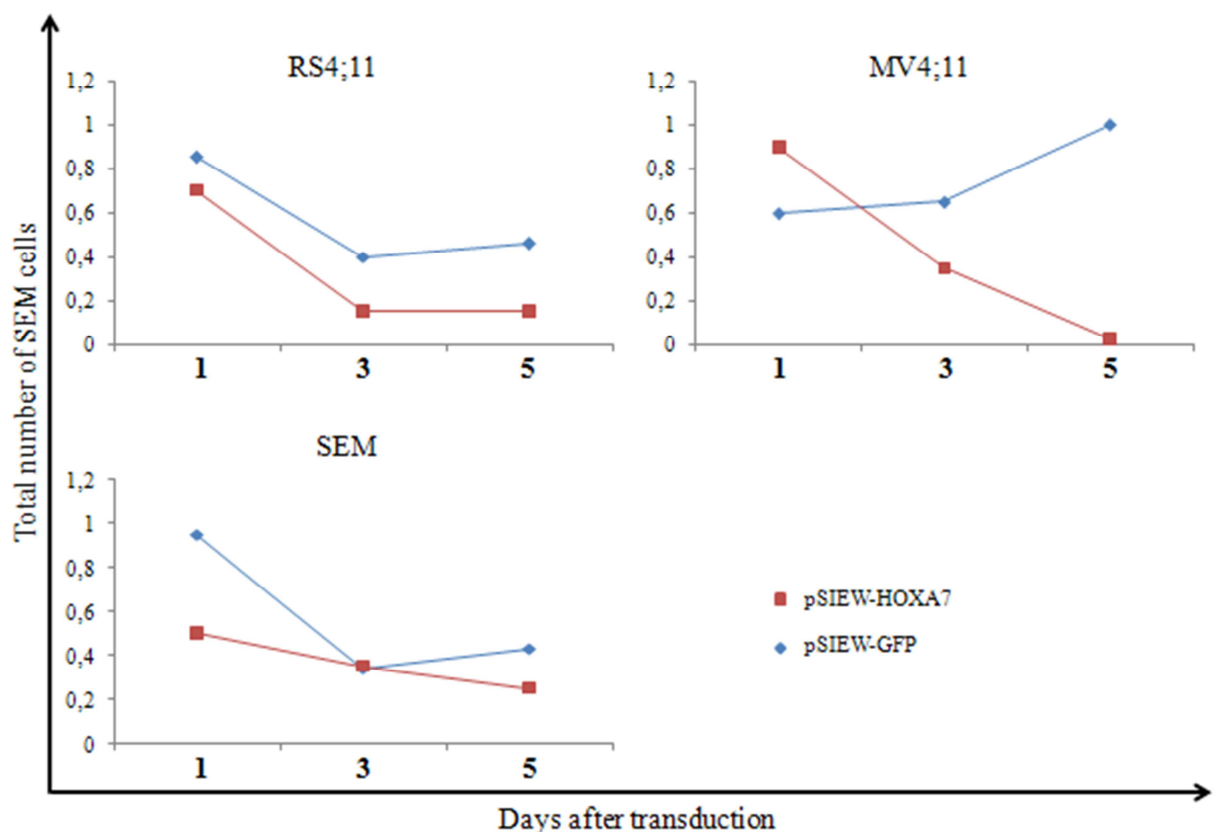 RS4;11
1,2
1
0,8
0,6
0,4
0,2
0
1 3 5
MV4;11
1,2
1
0,8
0,6
0,4
0,2
0
1 3 5
SEM
1,2
1
0,8
0,6
0,4
0,2
0
1 3 5
pSIEW-HOXA7
pSIEW-GFP
Total number of SEM cells
Days after transduction